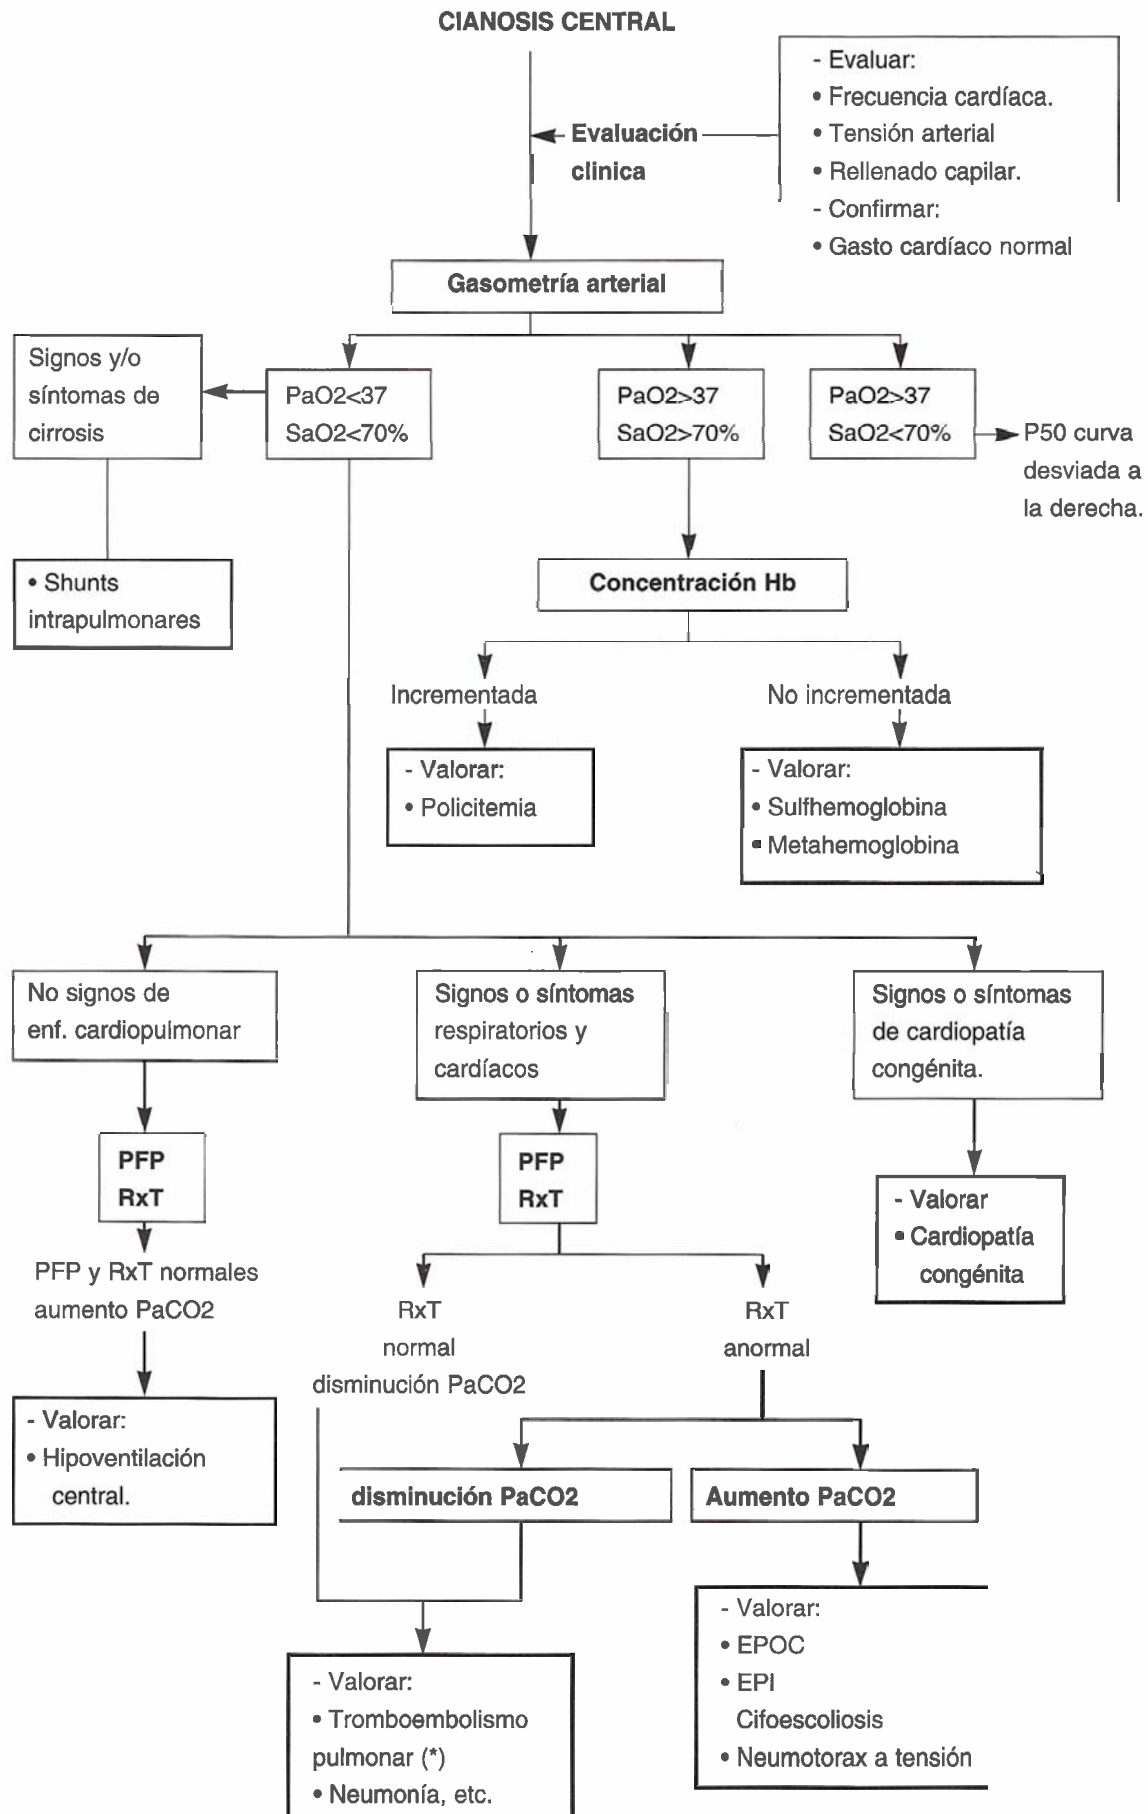 CIANOSIS CENTRAL
- Evaluar:
• Frecuencia cardíaca.
• Tensión arterial
• Rellenado capilar.
- Confirmar:
• Gasto cardíaco normal
Evaluación
clinica
Gasometría arterial
Signos y/o
síntomas de
cirrosis
PaO2<37
SaO2<70%
PaO2>37
SaO2>70%
PaO2>37
SaO2<70%
P50 curva
desviada a
la derecha.
• Shunts
intrapulmonares
Concentración Hb
Incrementada
No incrementada
- Valorar:
• Policitemia
- Valorar:
• Sulfhemoglobina
• Metahemoglobina
No signos de
enf. cardiopulmonar
Signos o síntomas
respiratorios y
cardíacos
Signos o síntomas
de cardiopatía
congénita.
PFP
RxT
PFP
RxT
- Valorar
• Cardiopatía
congénita
PFP y RxT normales
aumento PaCO2
RxT
normal
disminución PaCO2
RxT
anormal
- Valorar:
• Hipoventilación
central.
disminución PaCO2
Aumento PaCO2
- Valorar:
• Tromboembolismo
pulmonar (*)
• Neumonía, etc.
- Valorar:
• EPOC
• EPI
Cifoescoliosis
• Neumotorax a tensión